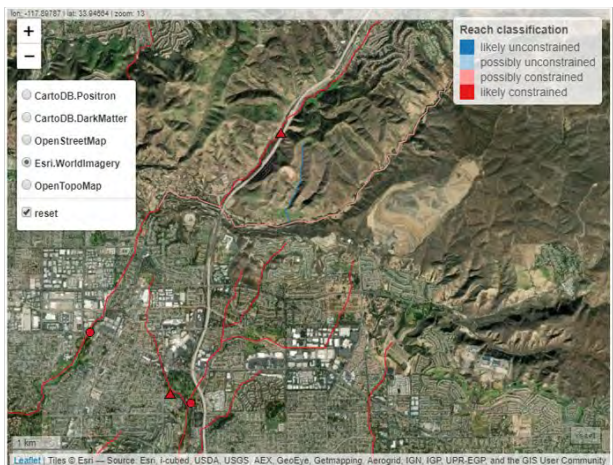 lon: -117.89787 | lat: 33.94664 | zoom: 13
+
−
Reach classification
likely unconstrained
possibly unconstrained
possibly constrained
likely constrained
CartoDB.Positron
CartoDB.DarkMatter
OpenStreetMap
Esri.WorldImagery
OpenTopoMap
reset
1 km
Leaflet | Tiles © Esri — Source: Esri, i-cubed, USDA, USGS, AEX, GeoEye, Getmapping, Aerogrid, IGN, IGP, UPR-EGP, and the GIS User Community